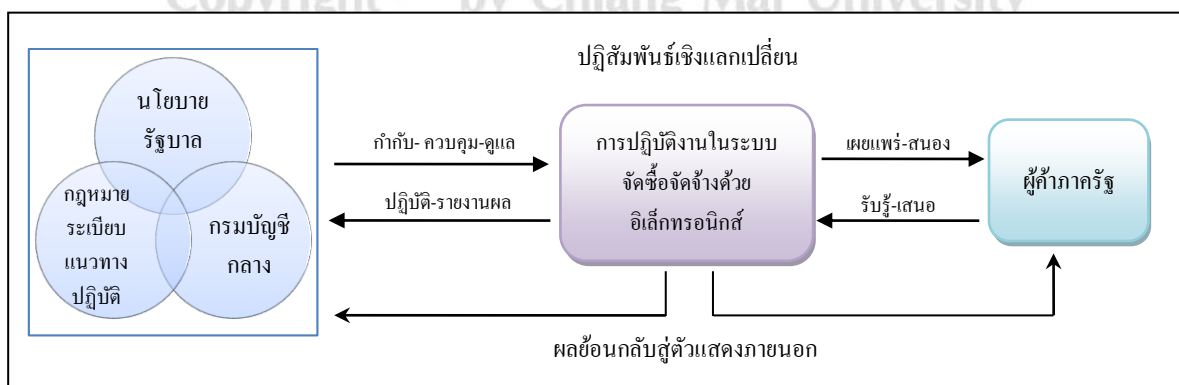 Copyright by Chiang Mai University
ปฏิสัมพันธ์เชิงแลกเปลี่ยน
นโยบาย
รัฐบาล
กฎหมาย
ระเบียบ
แนวทาง
ปฏิบัติ
กรมบัญชี
กลาง
กำกับ- ควบคุม-ดูแล
ปฏิบัติ-รายงานผล
การปฏิบัติงานในระบบ
จัดซื้อจัดจ้างด้วย
อิเล็กทรอนิกส์
เผยแพร่-สนอง
รับรู้-เสนอ
ผู้ค้าภาครัฐ
ผลย้อนกลับสู่ตัวแสดงภายนอก